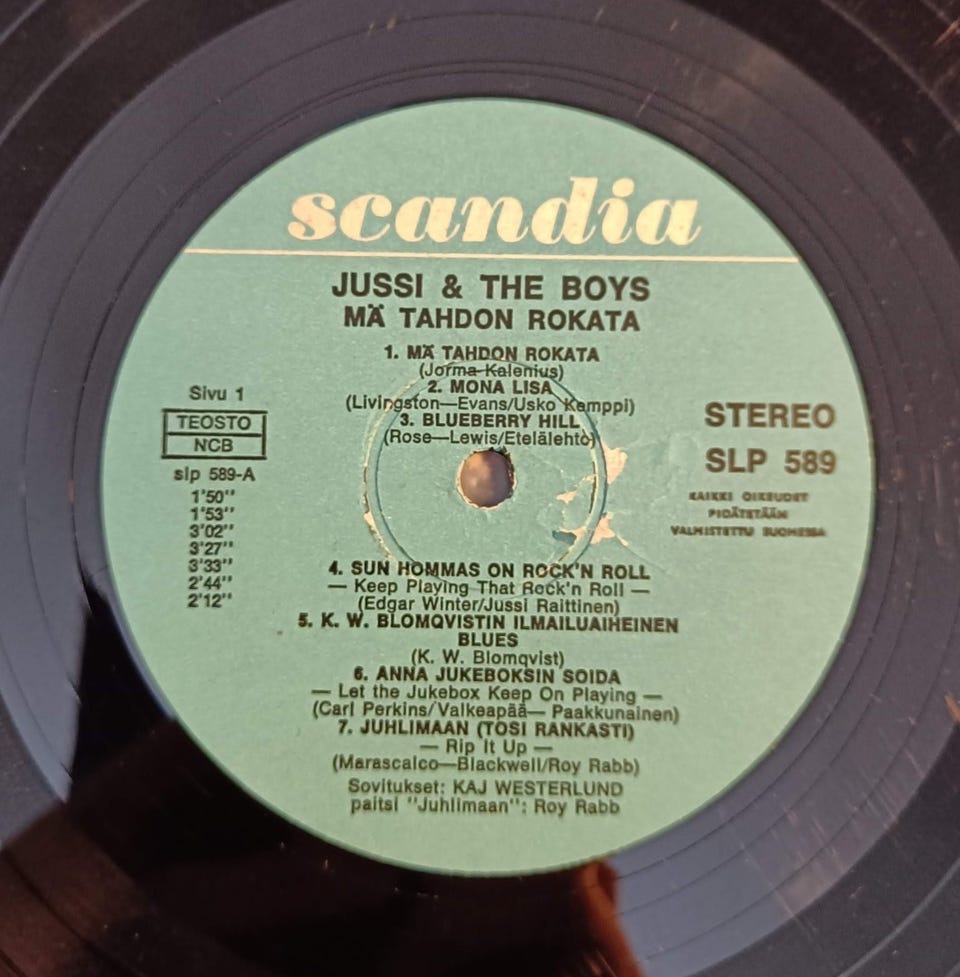 scandia
JUSSI & THE BOYS
MÄ TAHDON ROKATA
1. MÄ TAHDON ROKATA
(Jorma Kalenius)
2. MONA LISA
(Livingston—Evans/Usko Kemppi)
3. BLUEBERRY HILL
(Rose—Lewis/Etelälehto)
Sivu 1
TEOSTO
NCB
slp 589-A
1'50''
1'53''
3'02''
3'27''
3'33''
2'44''
2'12''
STEREO
SLP 589
KAIKKI OIKEUDET
PIDÄTETÄÄN
VALMISTETTU SUOMESSA
4. SUN HOMMAS ON ROCK'N ROLL
— Keep Playing That Rock'n Roll —
(Edgar Winter/Jussi Raittinen)
5. K. W. BLOMQVISTIN ILMAILUAIHEINEN
BLUES
(K. W. Blomqvist)
6. ANNA JUKEBOKSIN SOIDA
— Let the Jukebox Keep On Playing —
(Carl Perkins/Valkeapää— Paakkunainen)
7. JUHLIMAAN (TOSI RANKASTI)
— Rip It Up —
(Marascalco—Blackwell/Roy Rabb)
Sovitukset: KAJ WESTERLUND
paitsi ''Juhlimaan'': Roy Rabb